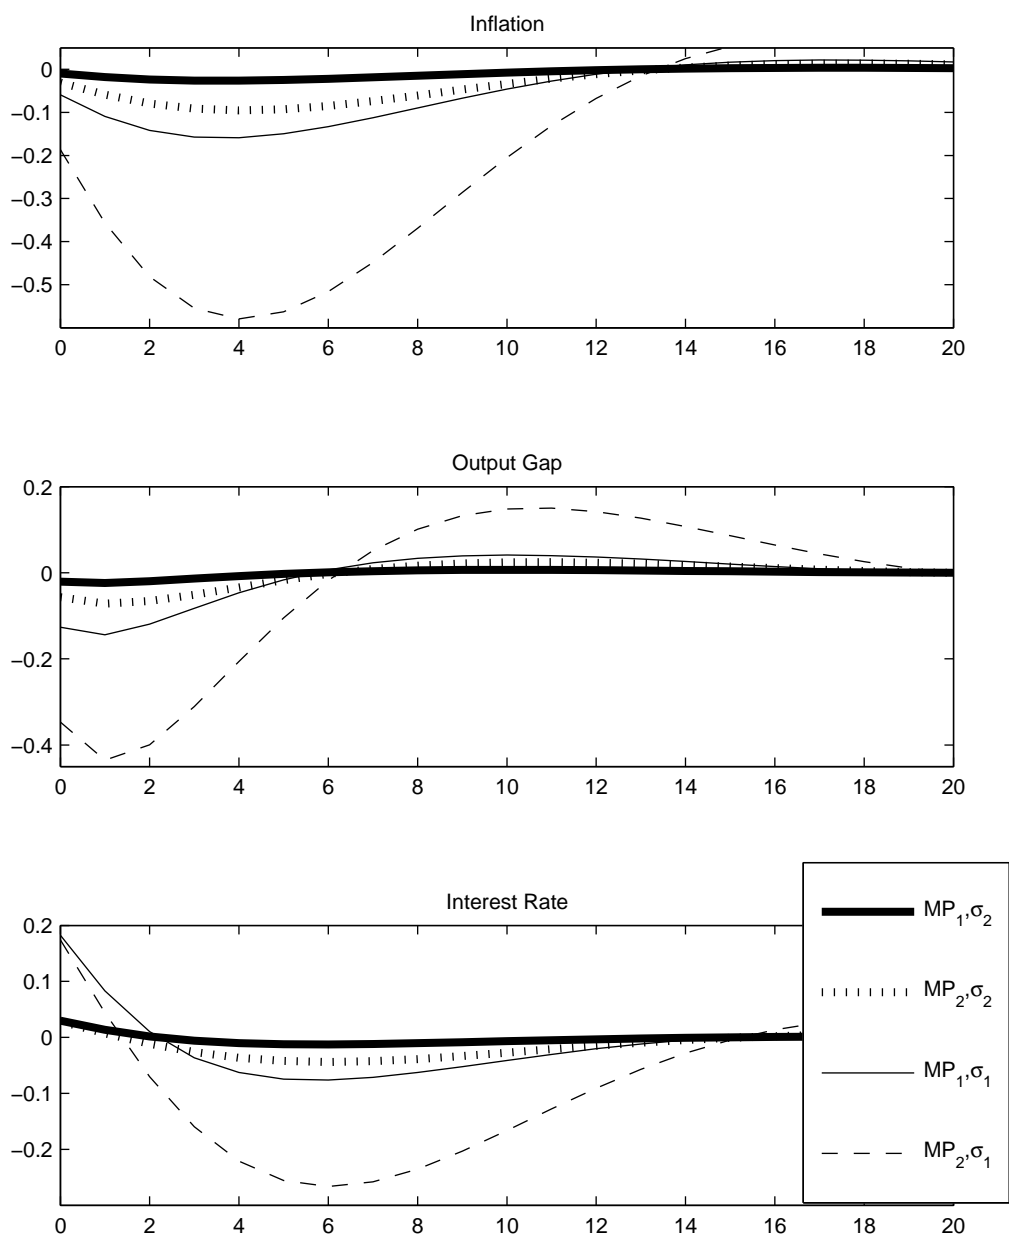 Inflation
0
−0.1
−0.2
−0.3
−0.4
−0.5
0 2 4 6 8 10 12 14 16 18 20
Output Gap
0.2
0
−0.2
−0.4
0 2 4 6 8 10 12 14 16 18 20
Interest Rate
0.2
0.1
0
−0.1
−0.2
0 2 4 6 8 10 12 14 16 18 20
MP₁,σ₂
MP₂,σ₂
MP₁,σ₁
MP₂,σ₁